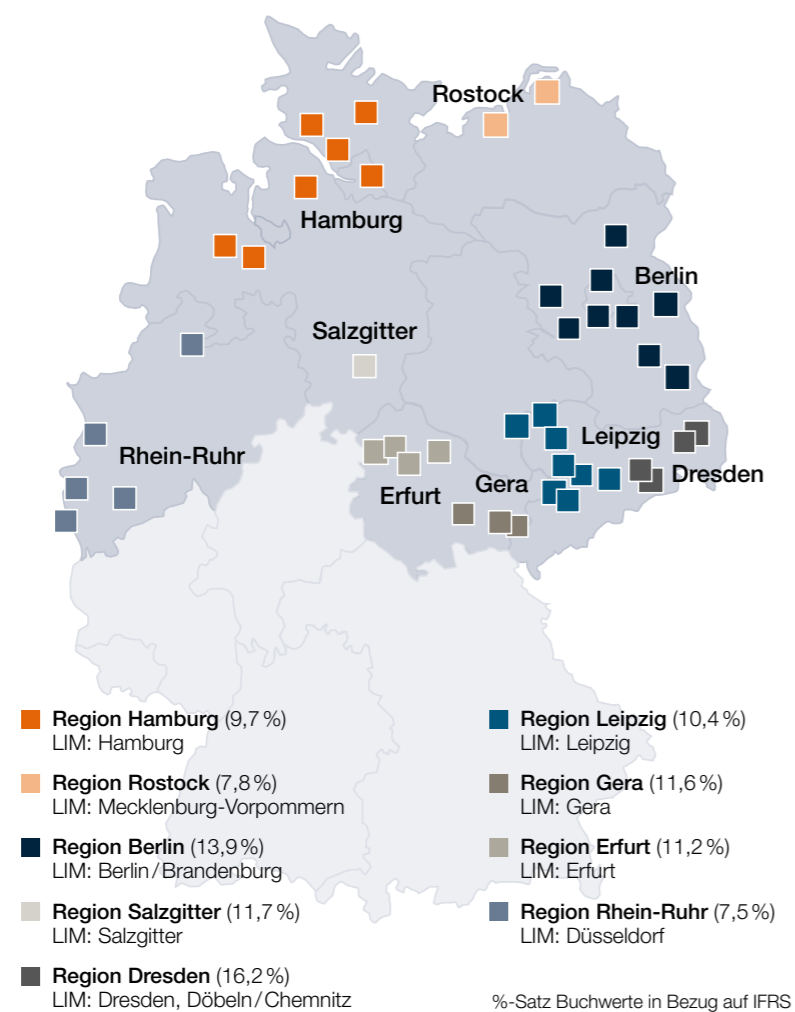 Rostock
Hamburg
Berlin
Salzgitter
Leipzig
Rhein-Ruhr
Dresden
Gera
Erfurt
Region Hamburg (9,7 %)
LIM: Hamburg
Region Rostock (7,8 %)
LIM: Mecklenburg-Vorpommern
Region Berlin (13,9 %)
LIM: Berlin/Brandenburg
Region Salzgitter (11,7 %)
LIM: Salzgitter
Region Dresden (16,2 %)
LIM: Dresden, Döbeln/Chemnitz
Region Leipzig (10,4 %)
LIM: Leipzig
Region Gera (11,6 %)
LIM: Gera
Region Erfurt (11,2 %)
LIM: Erfurt
Region Rhein-Ruhr (7,5 %)
LIM: Düsseldorf
%-Satz Buchwerte in Bezug auf IFRS